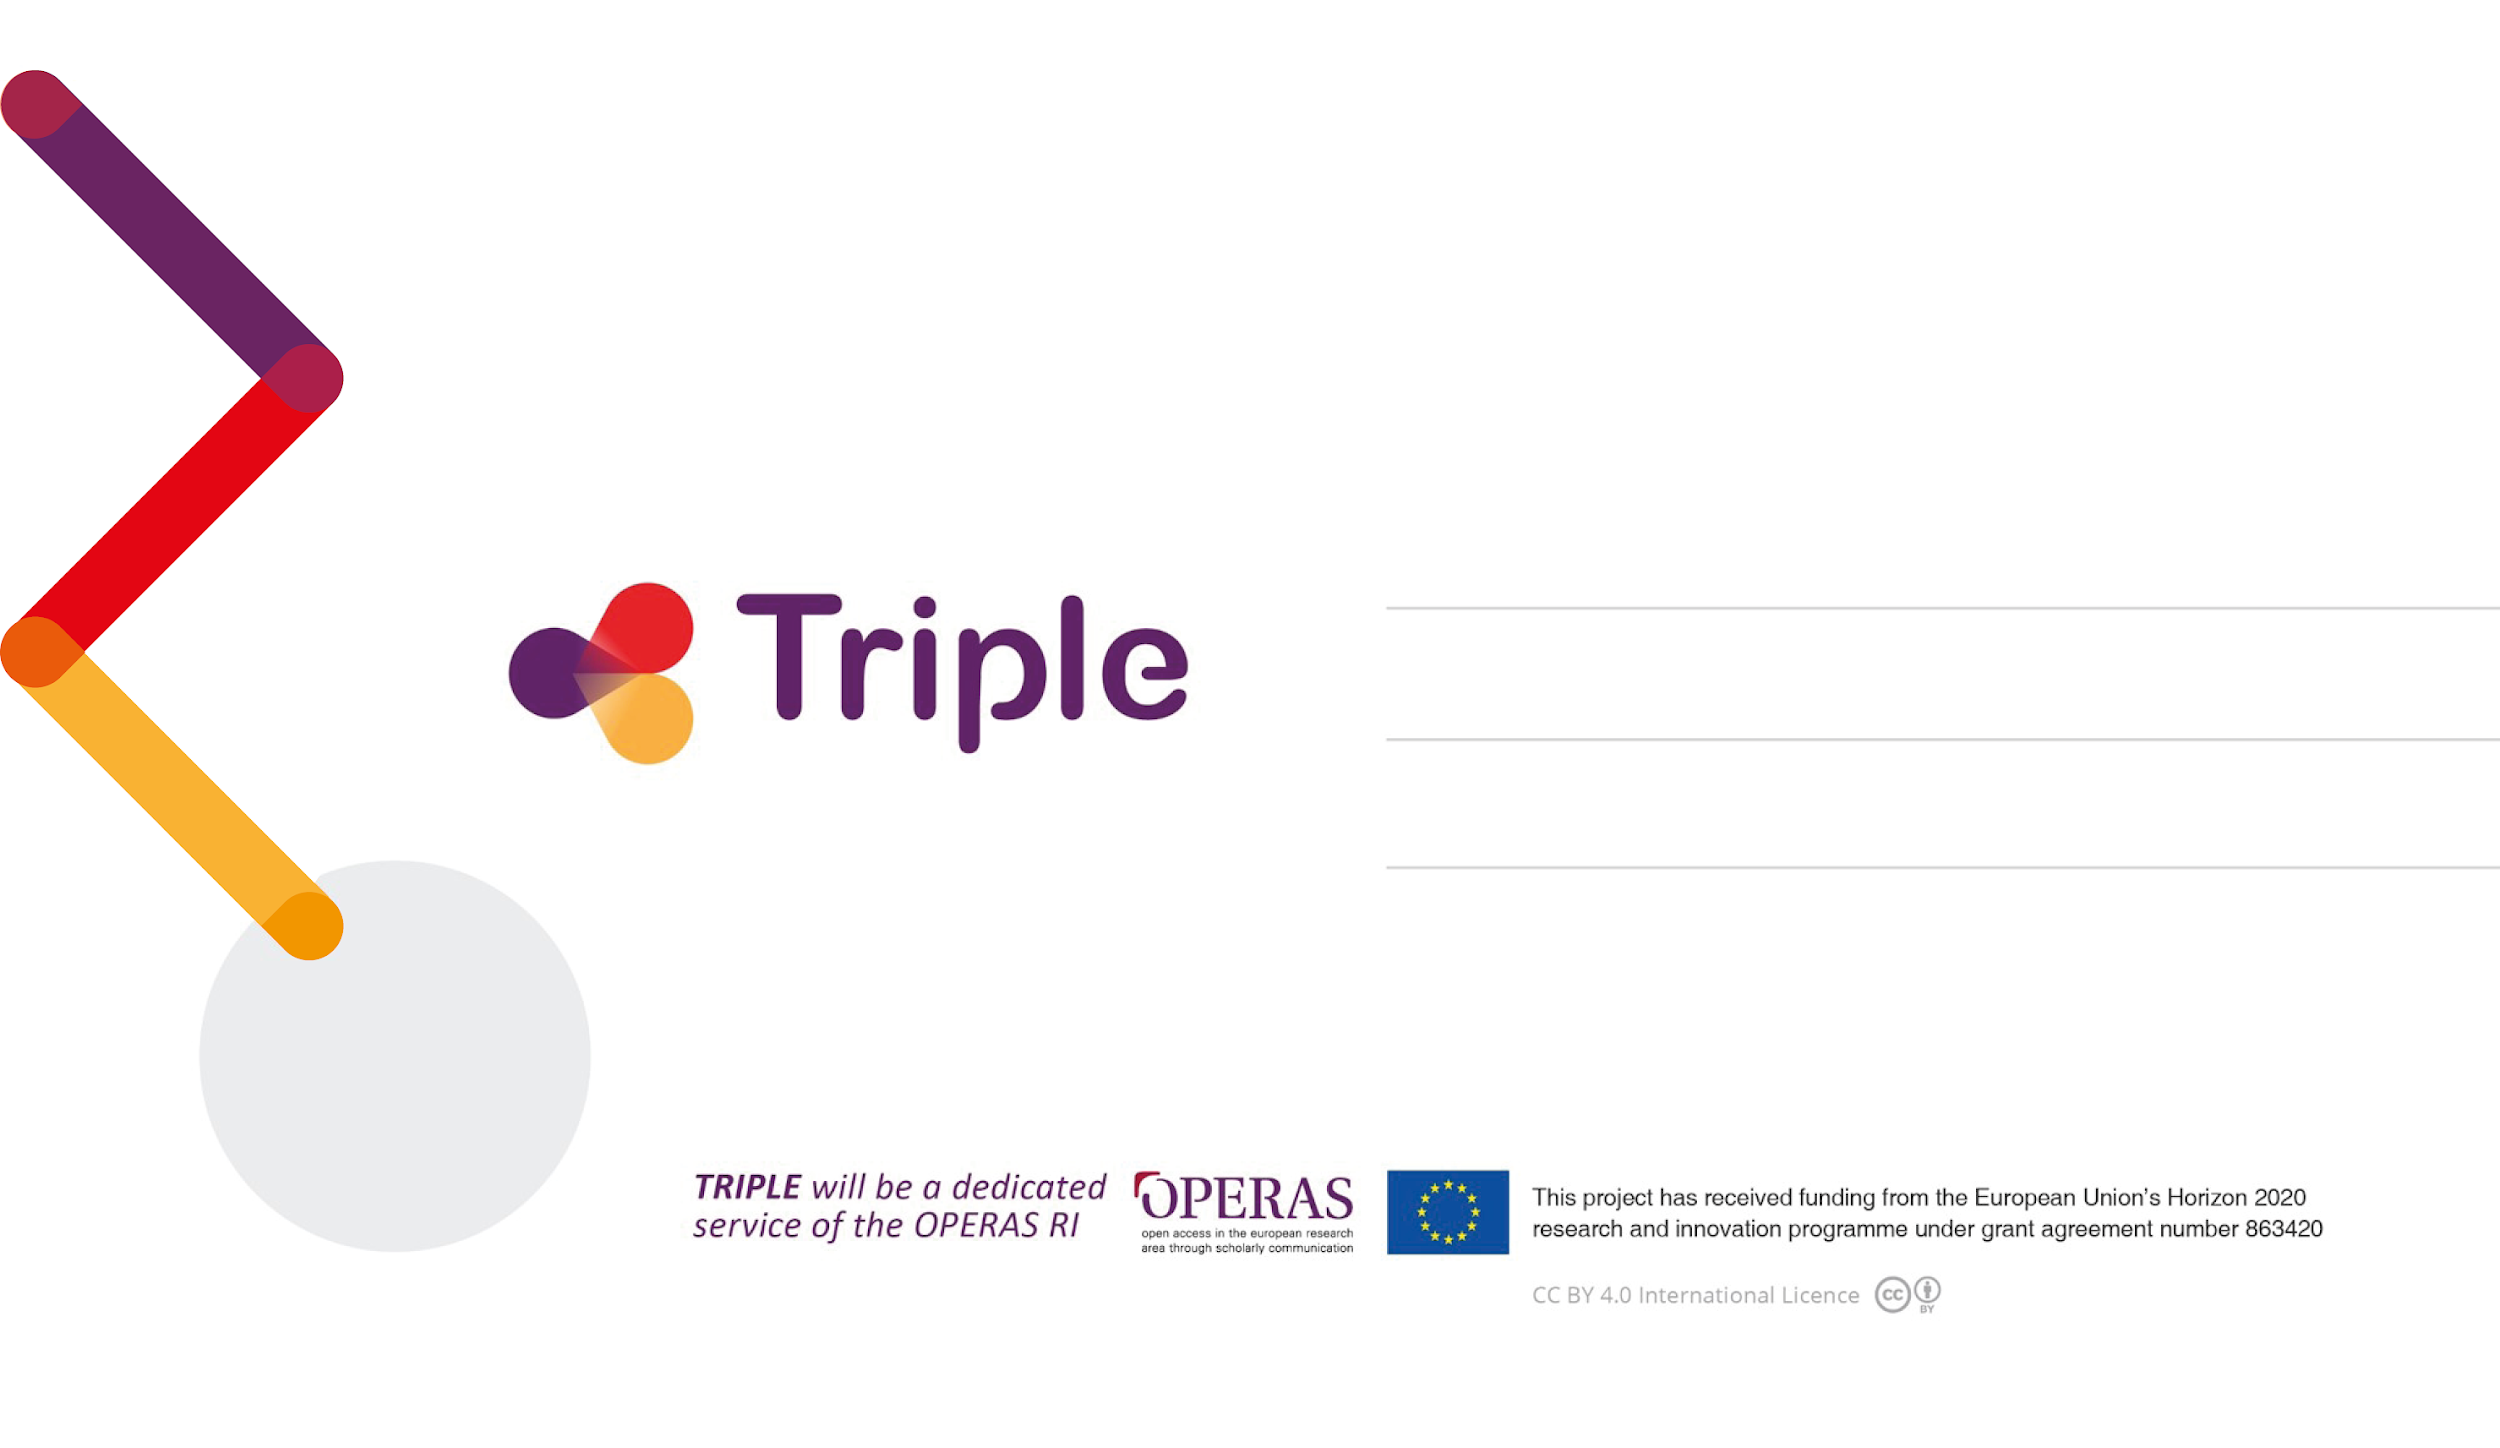 Triple
TRIPLE will be a dedicated
service of the OPERAS RI
OPERAS
open access in the european research
area through scholarly communication
This project has received funding from the European Union’s Horizon 2020
research and innovation programme under grant agreement number 863420
CC BY 4.0 International Licence
cc
BY